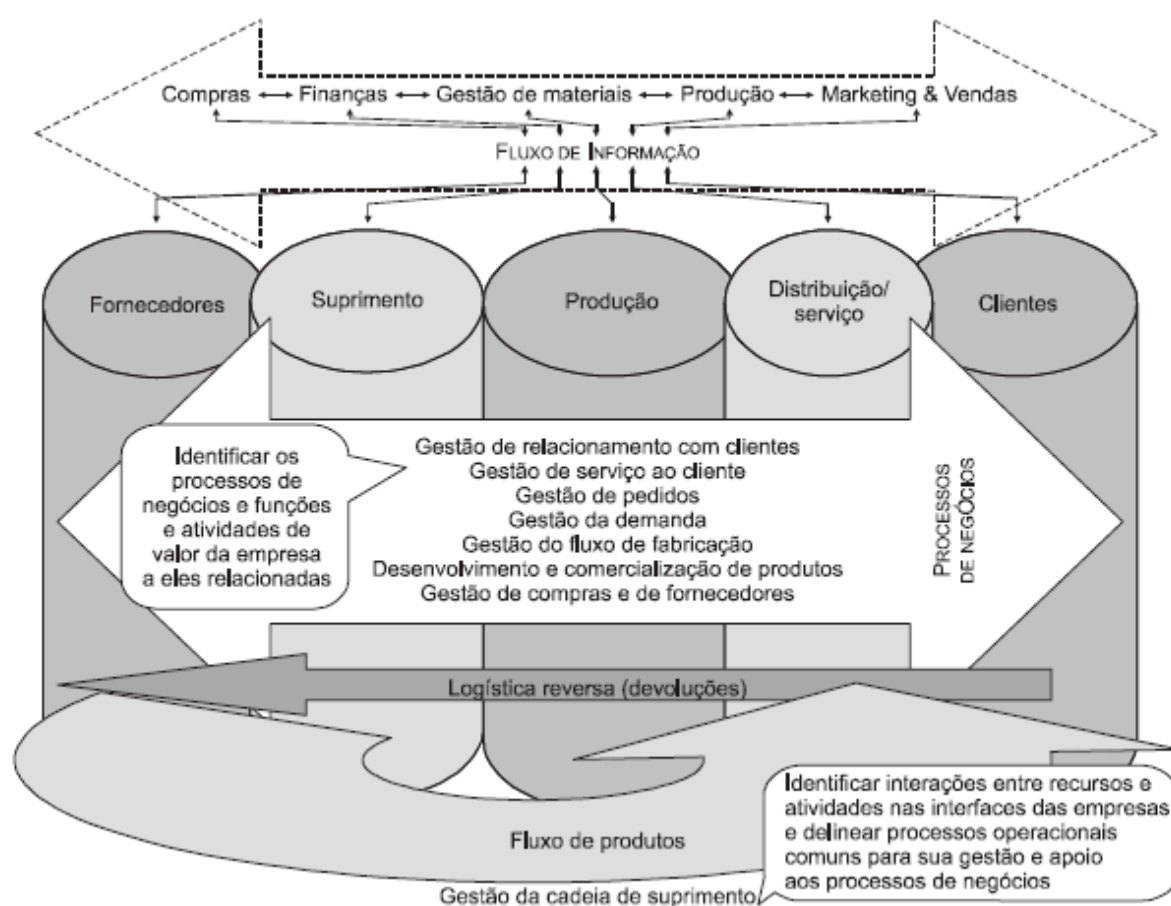 Compras Finanças Gestão de materiais Produção Marketing & Vendas
FLUXO DE INFORMAÇÃO
Fornecedores
Suprimento
Produção
Distribuição/
serviço
Clientes
Identificar os
processos de
negócios e funções
e atividades de
valor da empresa
a eles relacionadas
Gestão de relacionamento com clientes
Gestão de serviço ao cliente
Gestão de pedidos
Gestão da demanda
Gestão do fluxo de fabricação
Desenvolvimento e comercialização de produtos
Gestão de compras e de fornecedores
PROCESSOS
DE NEGÓCIOS
Logística reversa (devoluções)
Fluxo de produtos
Gestão da cadeia de suprimento
Identificar interações entre recursos e
atividades nas interfaces das empresas
e delinear processos operacionais
comuns para sua gestão e apoio
aos processos de negócios